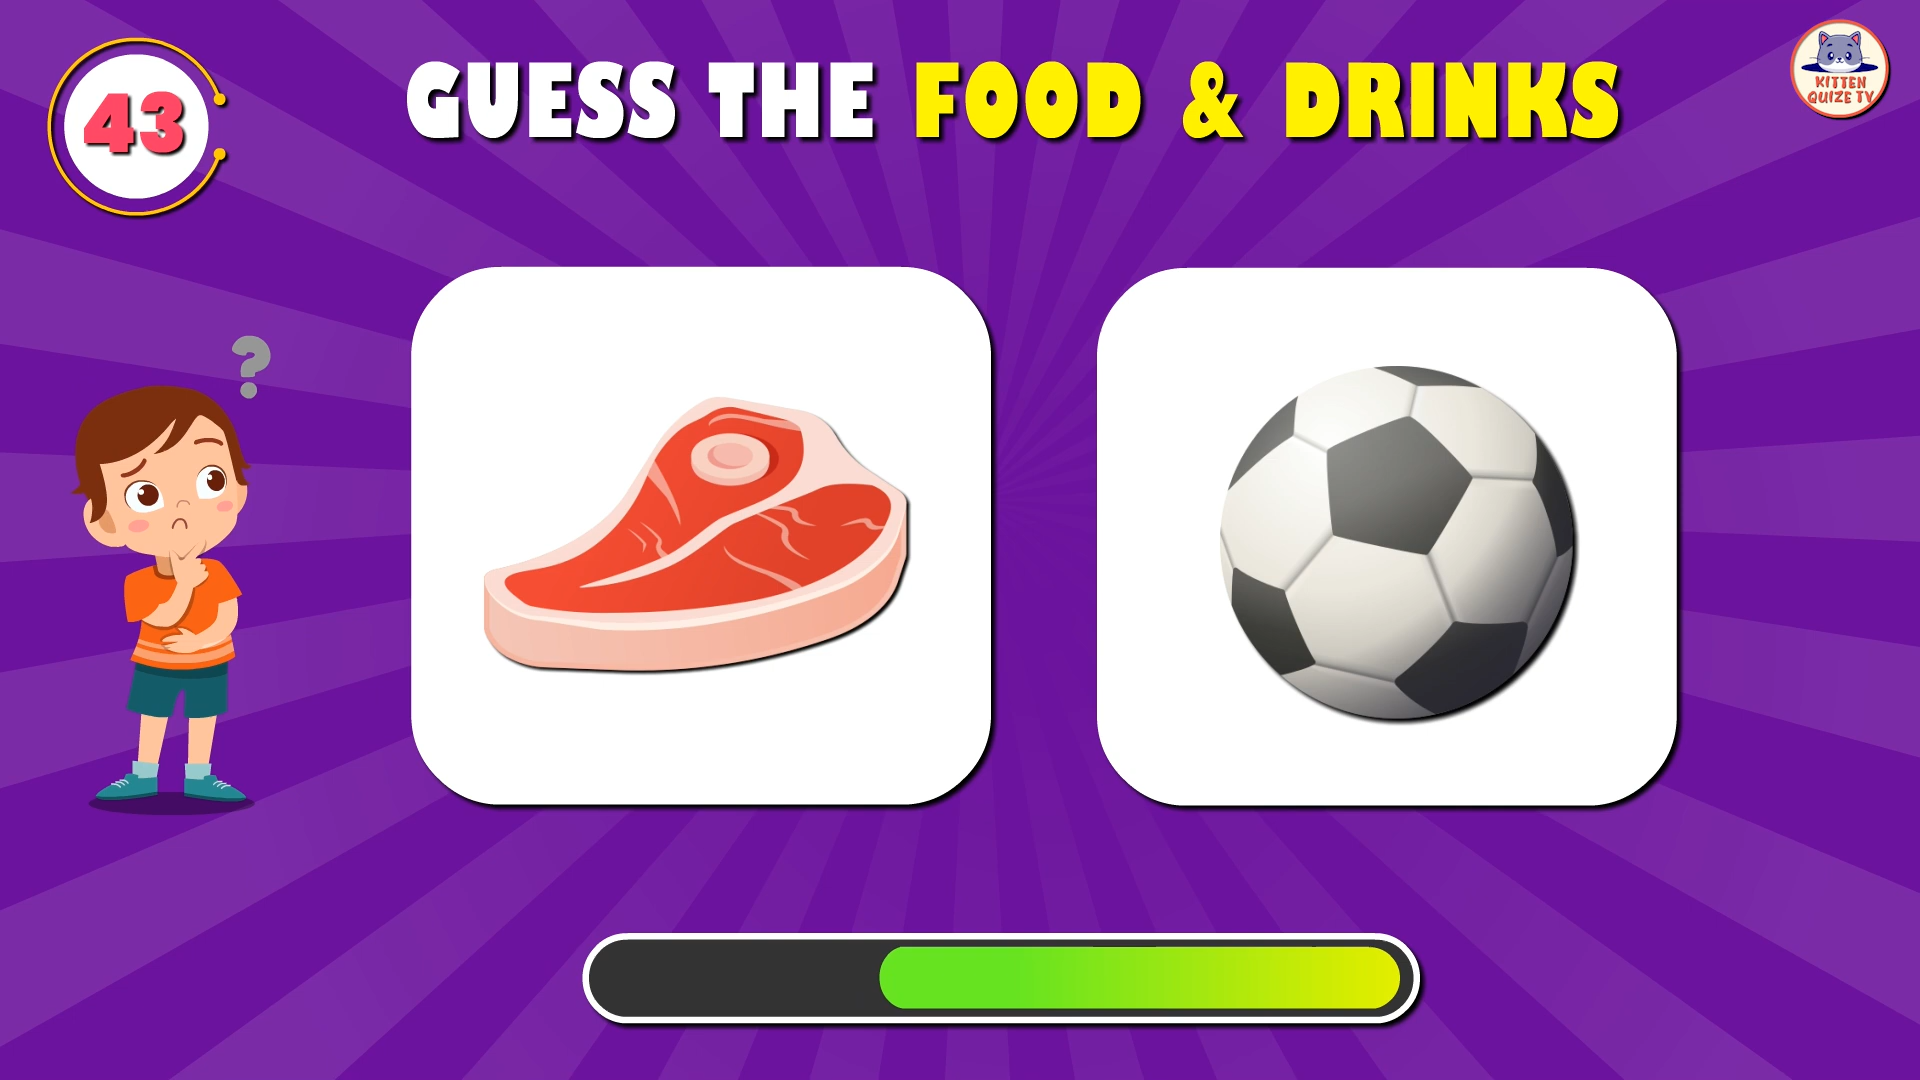 43
GUESS THE FOOD & DRINKS
KITTEN
QUIZE TV
?